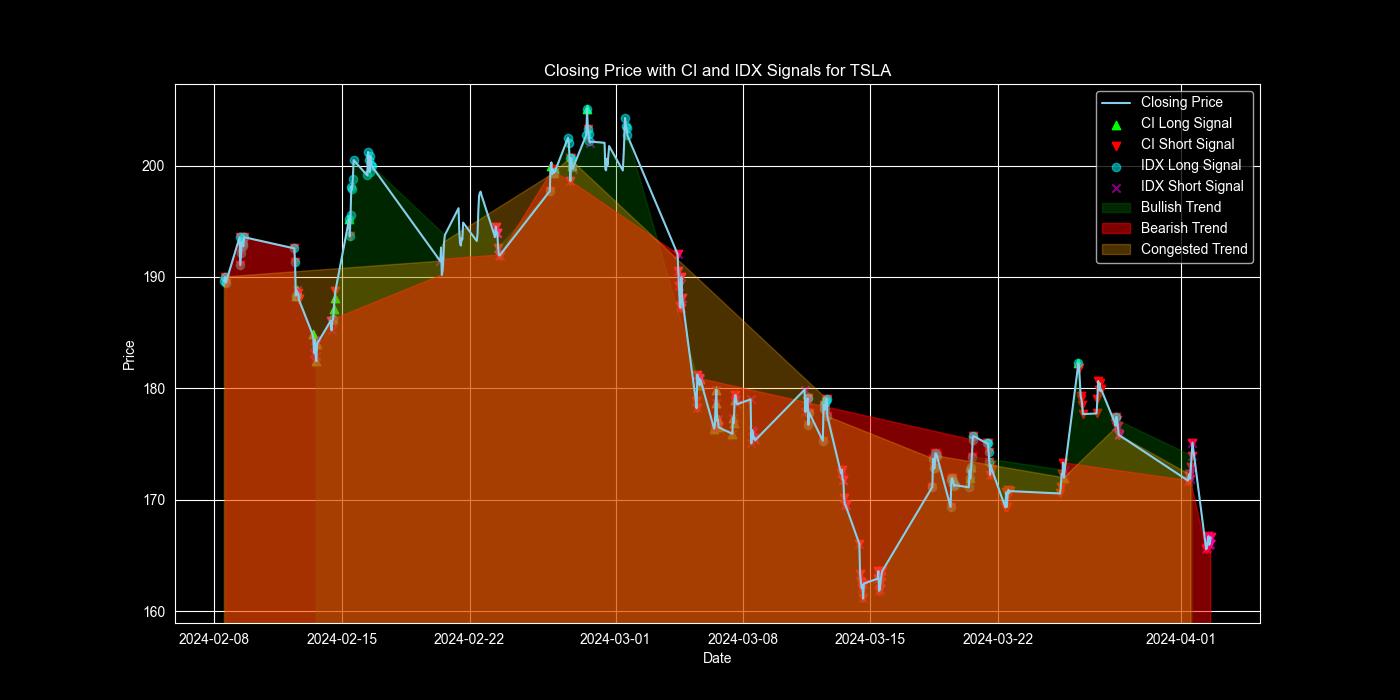 Closing Price with CI and IDX Signals for TSLA
Closing Price
CI Long Signal
CI Short Signal
IDX Long Signal
IDX Short Signal
Bullish Trend
Bearish Trend
Congested Trend
200
190
180
170
160
Price
2024-02-08 2024-02-15 2024-02-22 2024-03-01 2024-03-08 2024-03-15 2024-03-22 2024-04-01
Date